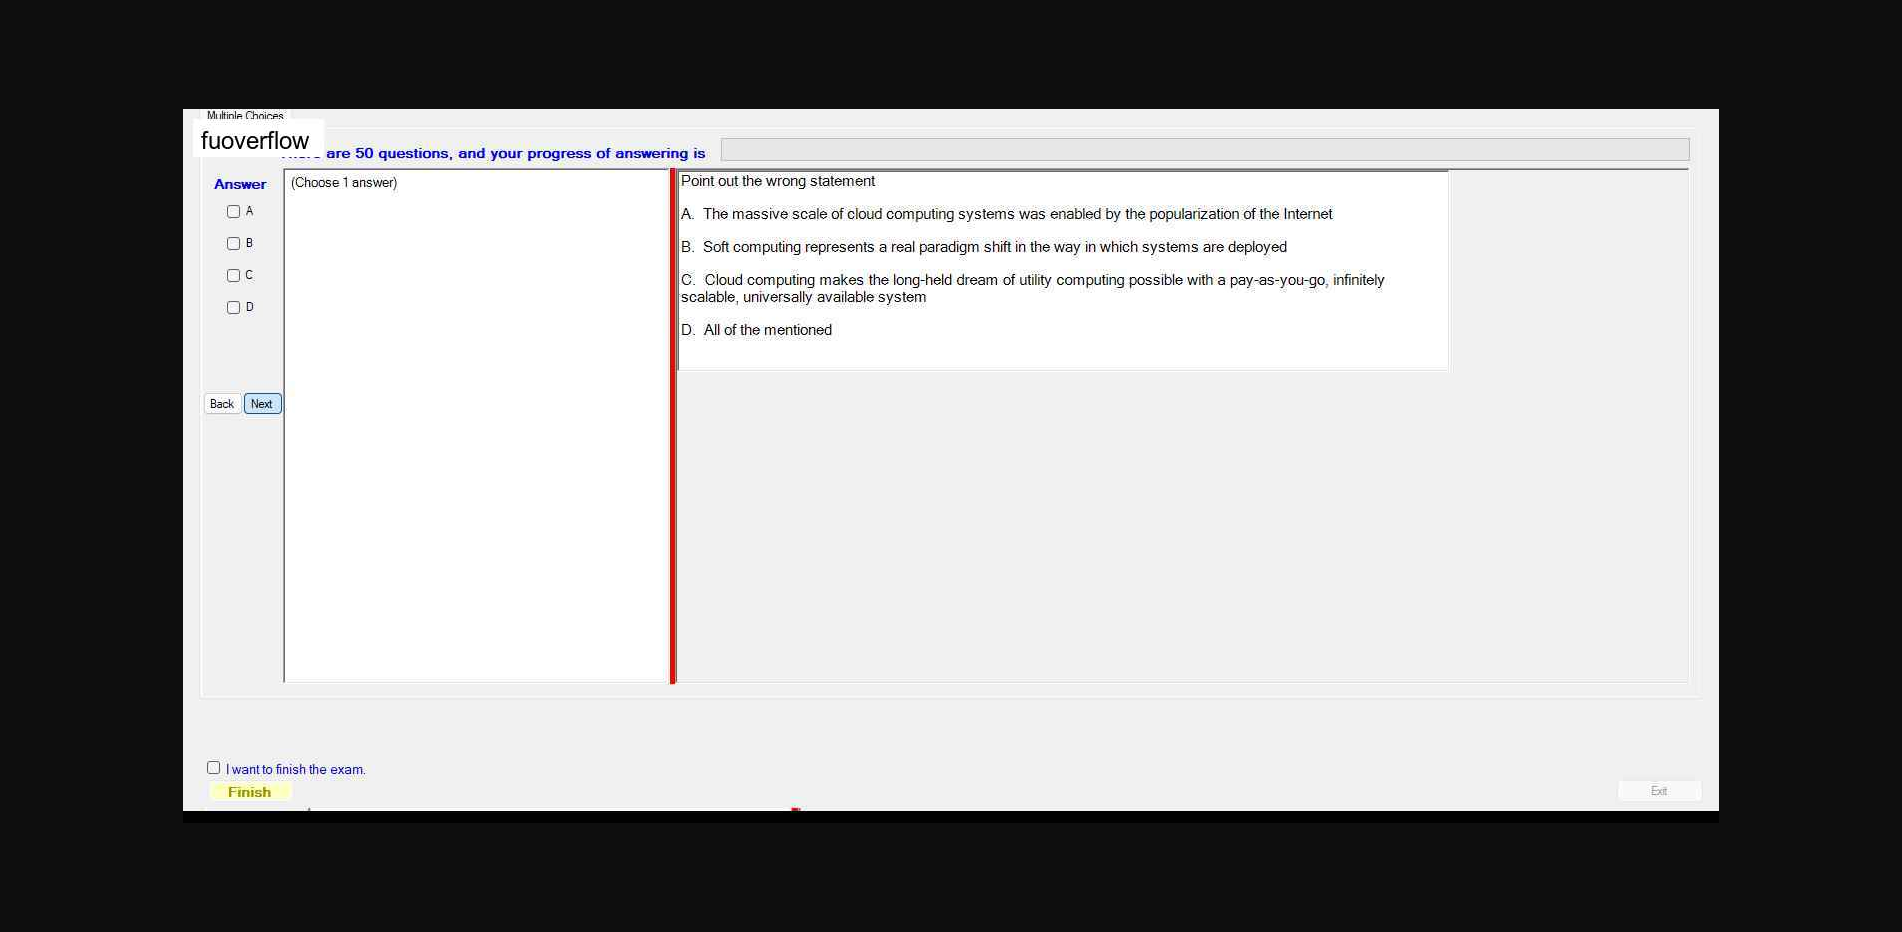 Multiple Choices
fuoverflow
are 50 questions, and your progress of answering is
Answer
(Choose 1 answer)
A
B
C
D
Back
Next
Point out the wrong statement
A. The massive scale of cloud computing systems was enabled by the popularization of the Internet
B. Soft computing represents a real paradigm shift in the way in which systems are deployed
C. Cloud computing makes the long-held dream of utility computing possible with a pay-as-you-go, infinitely
scalable, universally available system
D. All of the mentioned
I want to finish the exam.
Finish
Exit